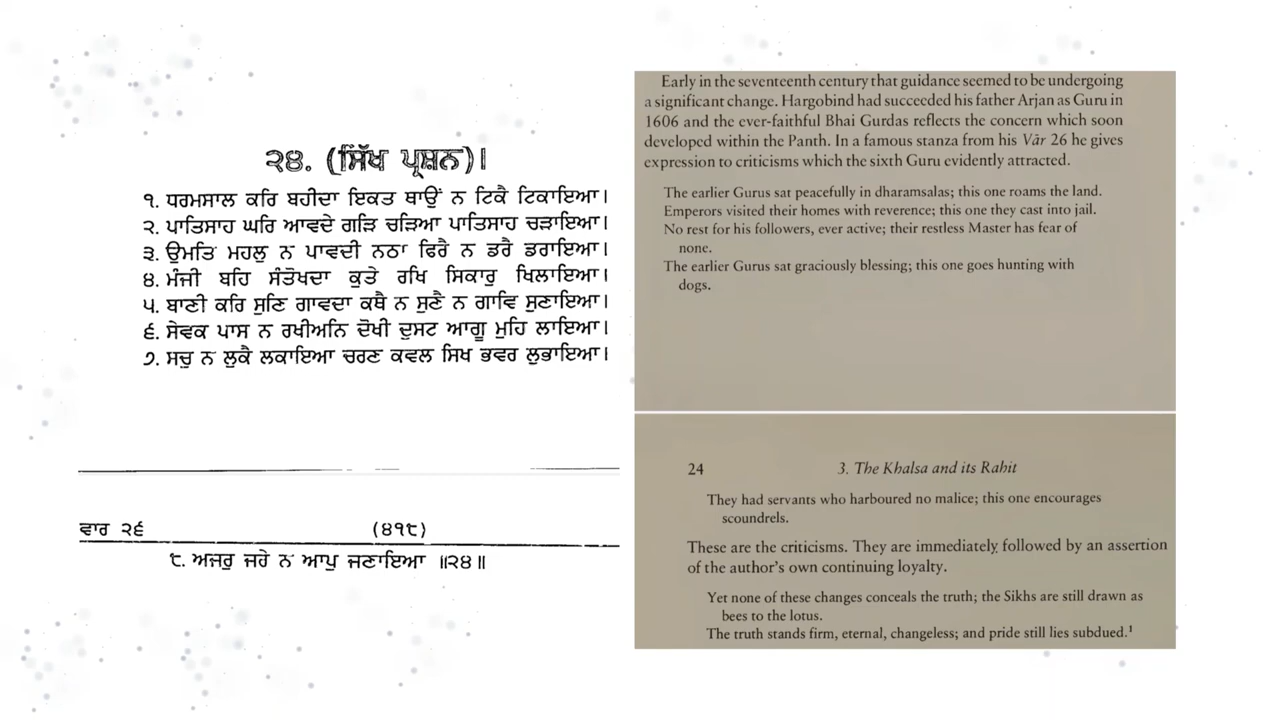 ੨੪. (ਸਿੱਖ ਪ੍ਰਸ਼ਨ)।
੧. ਧਰਮਸਾਲ ਕਰਿ ਬਹੀਦਾ ਇਕਤ ਥਾਉਂ ਨ ਟਿਕੈ ਟਿਕਾਇਆ।
੨. ਪਾਤਿਸਾਹ ਘਰਿ ਆਵਦੇ ਗੜਿ ਚੜਿਆ ਪਾਤਿਸਾਹ ਚੜਾਇਆ।
੩. ਉਮਤਿ ਮਹਲੁ ਨ ਪਾਵਦੀ ਨਠਾ ਫਿਰੈ ਨ ਡਰੈ ਡਰਾਇਆ।
੪. ਮੰਜੀ ਬਹਿ ਸੰਤੋਖਦਾ ਕੁਤੇ ਰਖਿ ਸਿਕਾਰੁ ਖਿਲਾਇਆ।
੫. ਬਾਣੀ ਕਰਿ ਸੁਣਿ ਗਾਵਦਾ ਕਥੈ ਨ ਸੁਣੈ ਨ ਗਾਵਿ ਸੁਣਾਇਆ।
੬. ਸੇਵਕ ਪਾਸ ਨ ਰਖੀਅਨਿ ਦੋਖੀ ਦੁਸਟ ਆਗੂ ਮੁਹਿ ਲਾਇਆ।
੭. ਸਚੁ ਨ ਲੁਕੈ ਲਕਾਇਆ ਚਰਣ ਕਵਲ ਸਿਖ ਭਵਰ ਲੁਭਾਇਆ।
ਵਾਰ ੨੬ (੪੧੮)
੮. ਅਜਰੁ ਜਰੇ ਨ ਆਪੁ ਜਣਾਇਆ ॥੨੪॥
Early in the seventeenth century that guidance seemed to be undergoing
a significant change. Hargobind had succeeded his father Arjan as Guru in
1606 and the ever-faithful Bhai Gurdas reflects the concern which soon
developed within the Panth. In a famous stanza from his Vār 26 he gives
expression to criticisms which the sixth Guru evidently attracted.
The earlier Gurus sat peacefully in dharamsalas; this one roams the land.
Emperors visited their homes with reverence; this one they cast into jail.
No rest for his followers, ever active; their restless Master has fear of
none.
The earlier Gurus sat graciously blessing; this one goes hunting with
dogs.
24 3. The Khalsa and its Rahit
They had servants who harboured no malice; this one encourages
scoundrels.
These are the criticisms. They are immediately followed by an assertion
of the author's own continuing loyalty.
Yet none of these changes conceals the truth; the Sikhs are still drawn as
bees to the lotus.
The truth stands firm, eternal, changeless; and pride still lies subdued.¹